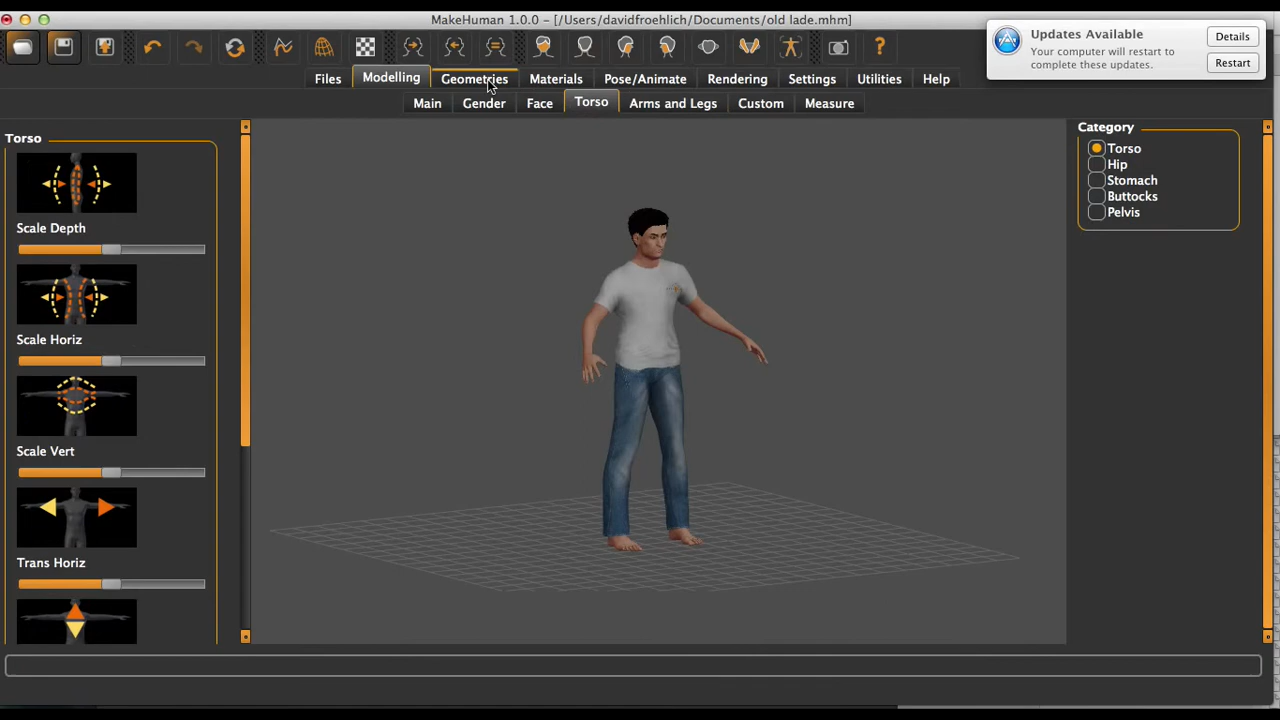 MakeHuman 1.0.0 - [/Users/davidfroehlich/Documents/old lade.mhm]
Updates Available
Your computer will restart to
complete these updates.
Details
Restart
Files Modelling Geometries Materials Pose/Animate Rendering Settings Utilities Help
Main Gender Face Torso Arms and Legs Custom Measure
Torso
Scale Depth
Scale Horiz
Scale Vert
Trans Horiz
Category
Torso
Hip
Stomach
Buttocks
Pelvis